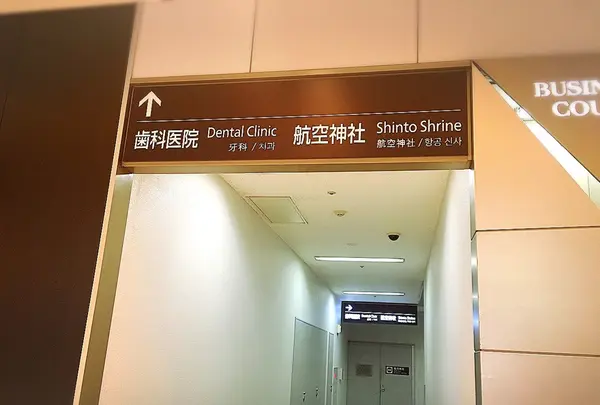 ↑
歯科医院 Dental Clinic 航空神社 Shinto Shrine
牙科 / 치과 航空神社 / 항공 신사
BUSIN
COU